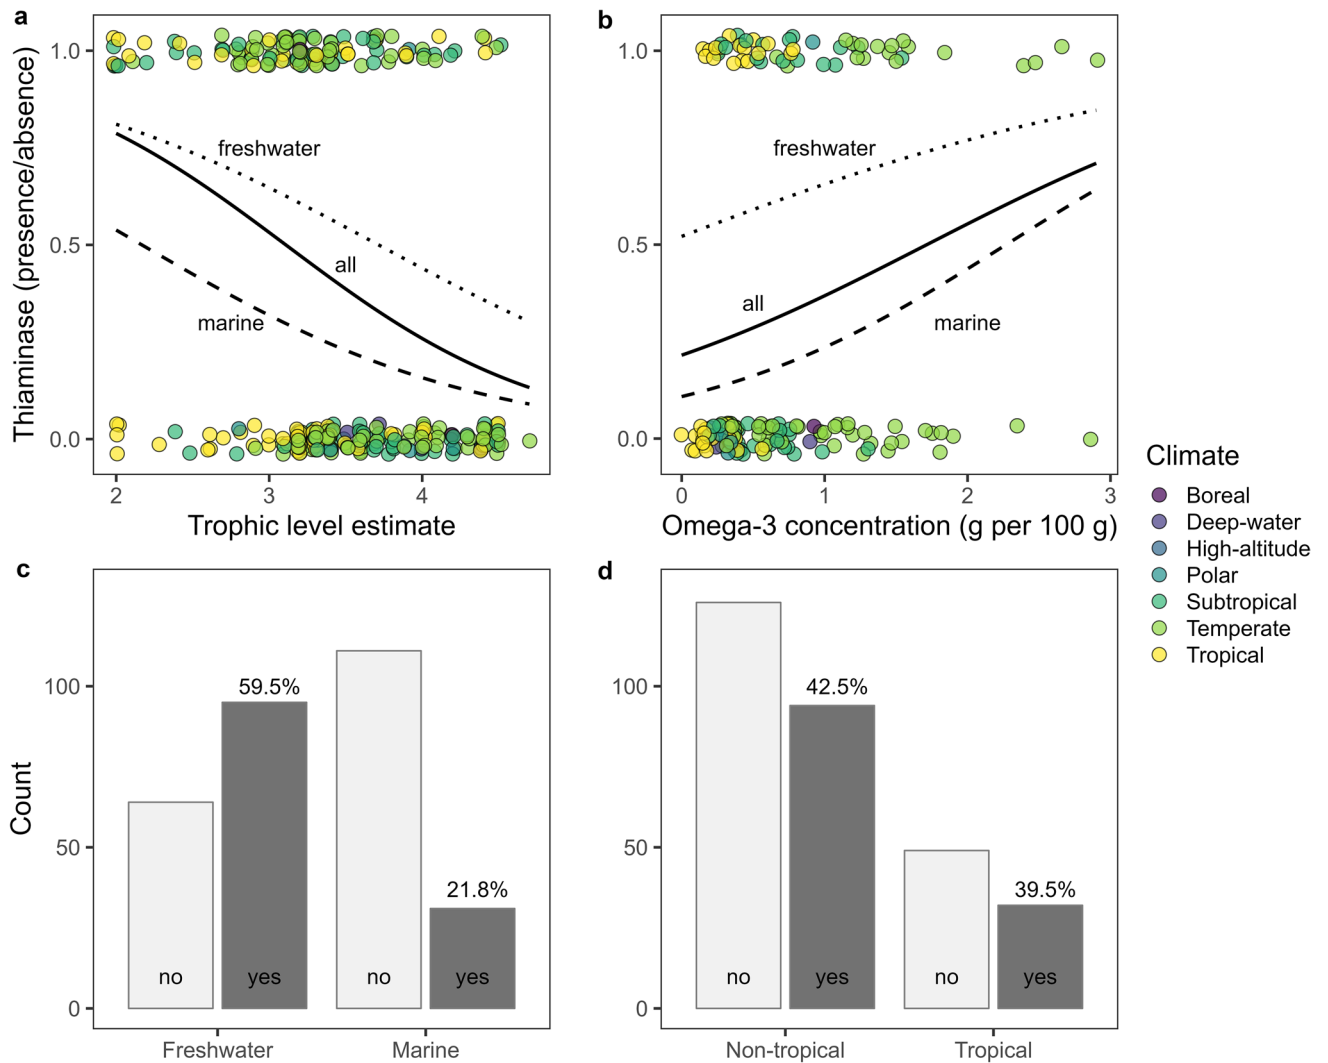 a
Thiaminase (presence/absence)
1.0
0.5
0.0
freshwater
all
marine
2
3
4
Trophic level estimate
b
1.0
0.5
0.0
freshwater
all
marine
0
1
2
3
Omega-3 concentration (g per 100 g)
Climate
Boreal
Deep-water
High-altitude
Polar
Subtropical
Temperate
Tropical
c
Count
100
50
0
59.5%
21.8%
no
yes
no
yes
Freshwater
Marine
d
100
50
0
42.5%
39.5%
no
yes
no
yes
Non-tropical
Tropical